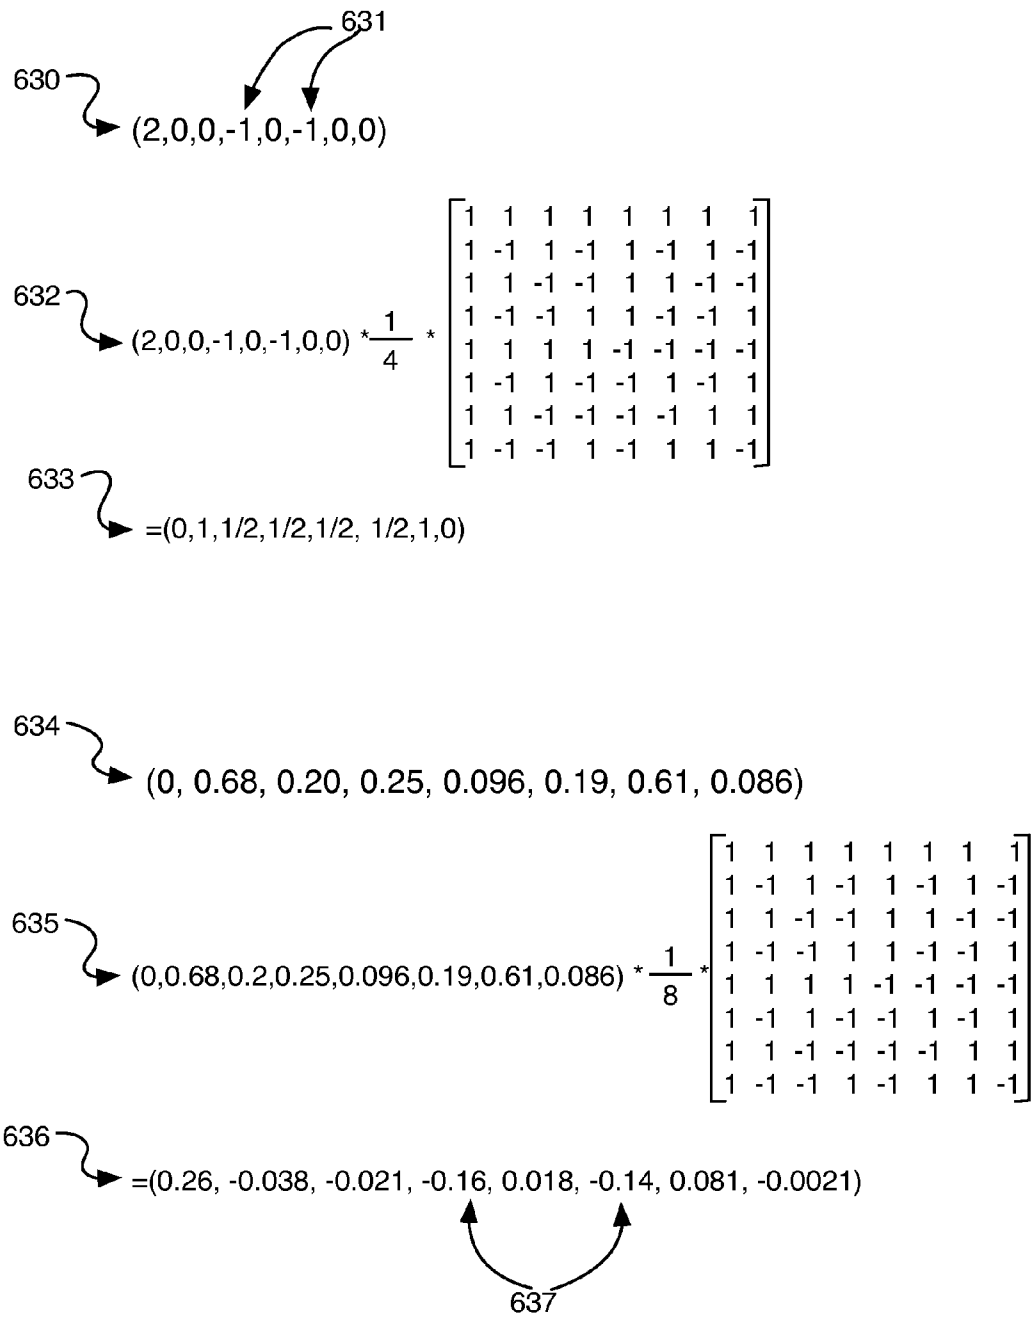 631
630
(2,0,0,-1,0,-1,0,0)
1 1 1 1 1 1 1 1
1 -1 1 -1 1 -1 1 -1
1 1 -1 -1 1 1 -1 -1
1 -1 -1 1 1 -1 -1 1
632
(2,0,0,-1,0,-1,0,0) * 1/4 *
1 1 1 1 -1 -1 -1 -1
1 -1 1 -1 -1 1 -1 1
1 1 -1 -1 -1 -1 1 1
1 -1 -1 1 -1 1 1 -1
633
=(0,1,1/2,1/2,1/2, 1/2,1,0)
634
(0, 0.68, 0.20, 0.25, 0.096, 0.19, 0.61, 0.086)
1 1 1 1 1 1 1 1
1 -1 1 -1 1 -1 1 -1
1 1 -1 -1 1 1 -1 -1
1 -1 -1 1 1 -1 -1 1
635
(0,0.68,0.2,0.25,0.096,0.19,0.61,0.086) * 1/8 *
1 1 1 1 -1 -1 -1 -1
1 -1 1 -1 -1 1 -1 1
1 1 -1 -1 -1 -1 1 1
1 -1 -1 1 -1 1 1 -1
636
=(0.26, -0.038, -0.021, -0.16, 0.018, -0.14, 0.081, -0.0021)
637